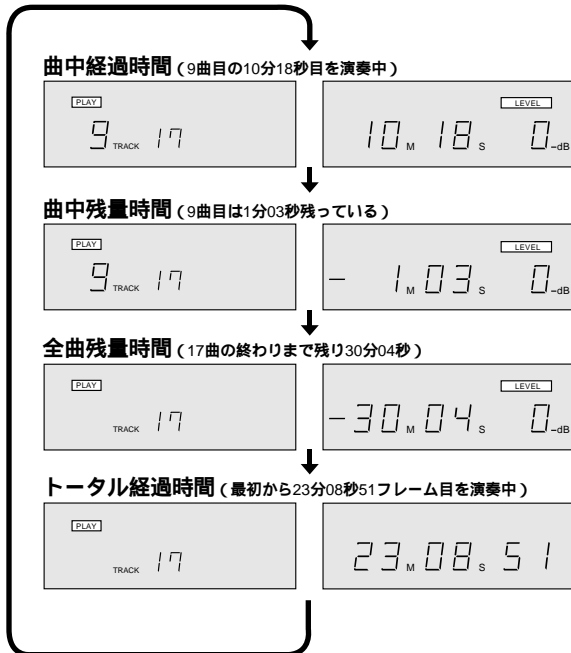 曲中経過時間（9曲目の10分18秒目を演奏中）
PLAY
9 TRACK 17
LEVEL
10 M 18 S 0 -dB
曲中残量時間（9曲目は1分03秒残っている）
PLAY
9 TRACK 17
LEVEL
- 1 M 03 S 0 -dB
全曲残量時間（17曲の終わりまで残り30分04秒）
PLAY
TRACK 17
LEVEL
-30 M 04 S 0 -dB
トータル経過時間（最初から23分08秒51フレーム目を演奏中）
PLAY
TRACK 17
23 M 08 S 51